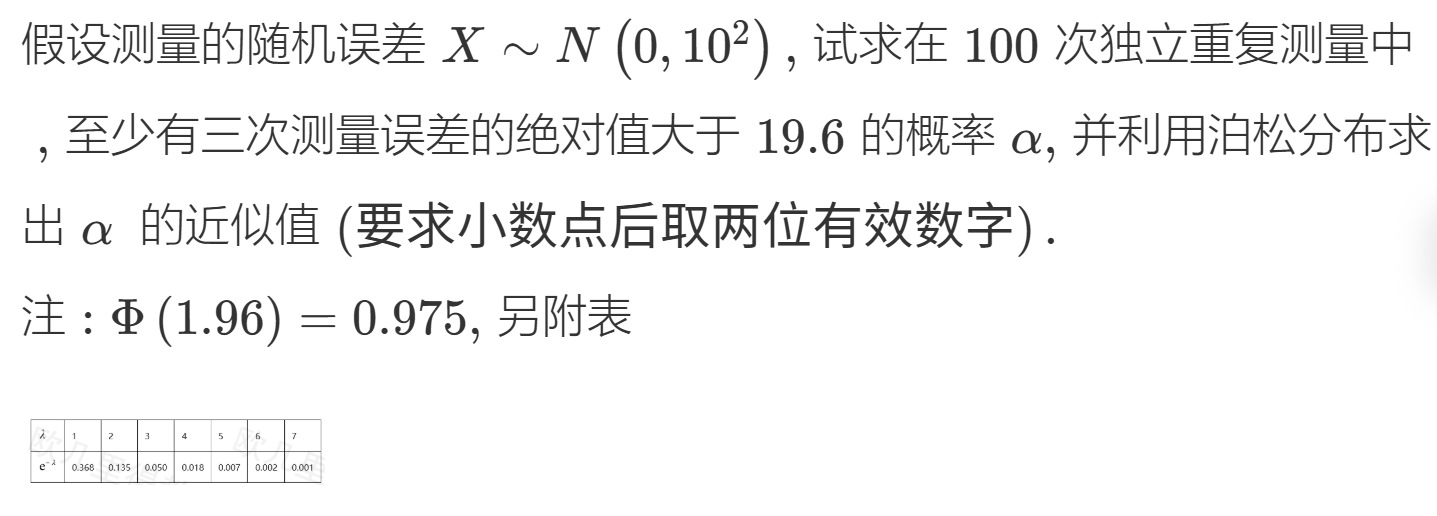 假设测量的随机误差 X ∼ N (0, 10²) , 试求在 100 次独立重复测量中
, 至少有三次测量误差的绝对值大于 19.6 的概率 α, 并利用泊松分布求
出 α 的近似值 (要求小数点后取两位有效数字) .
注 : Φ (1.96) = 0.975, 另附表
λ 1 2 3 4 5 6 7
e^{-λ} 0.368 0.135 0.050 0.018 0.007 0.002 0.001